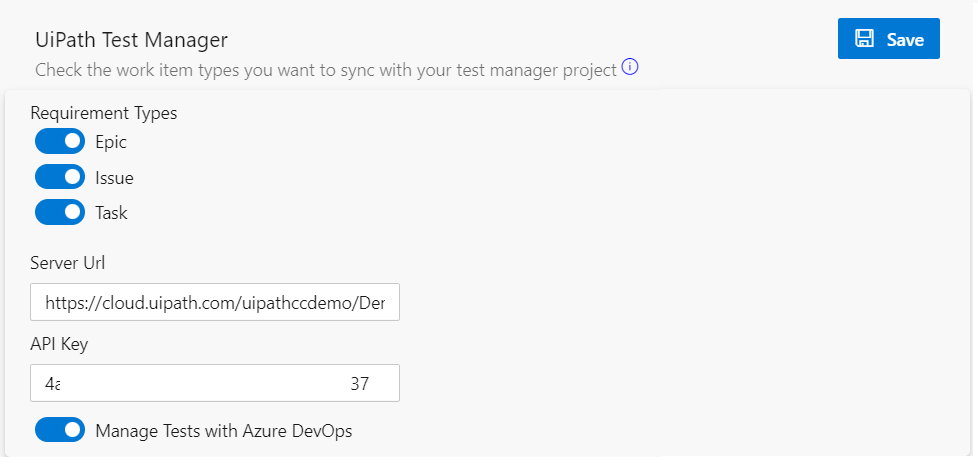 UiPath Test Manager
Save
Check the work item types you want to sync with your test manager project
Requirement Types
Epic
Issue
Task
Server Url
https://cloud.uipath.com/uipathccdemo/Der
API Key
4a 37
Manage Tests with Azure DevOps